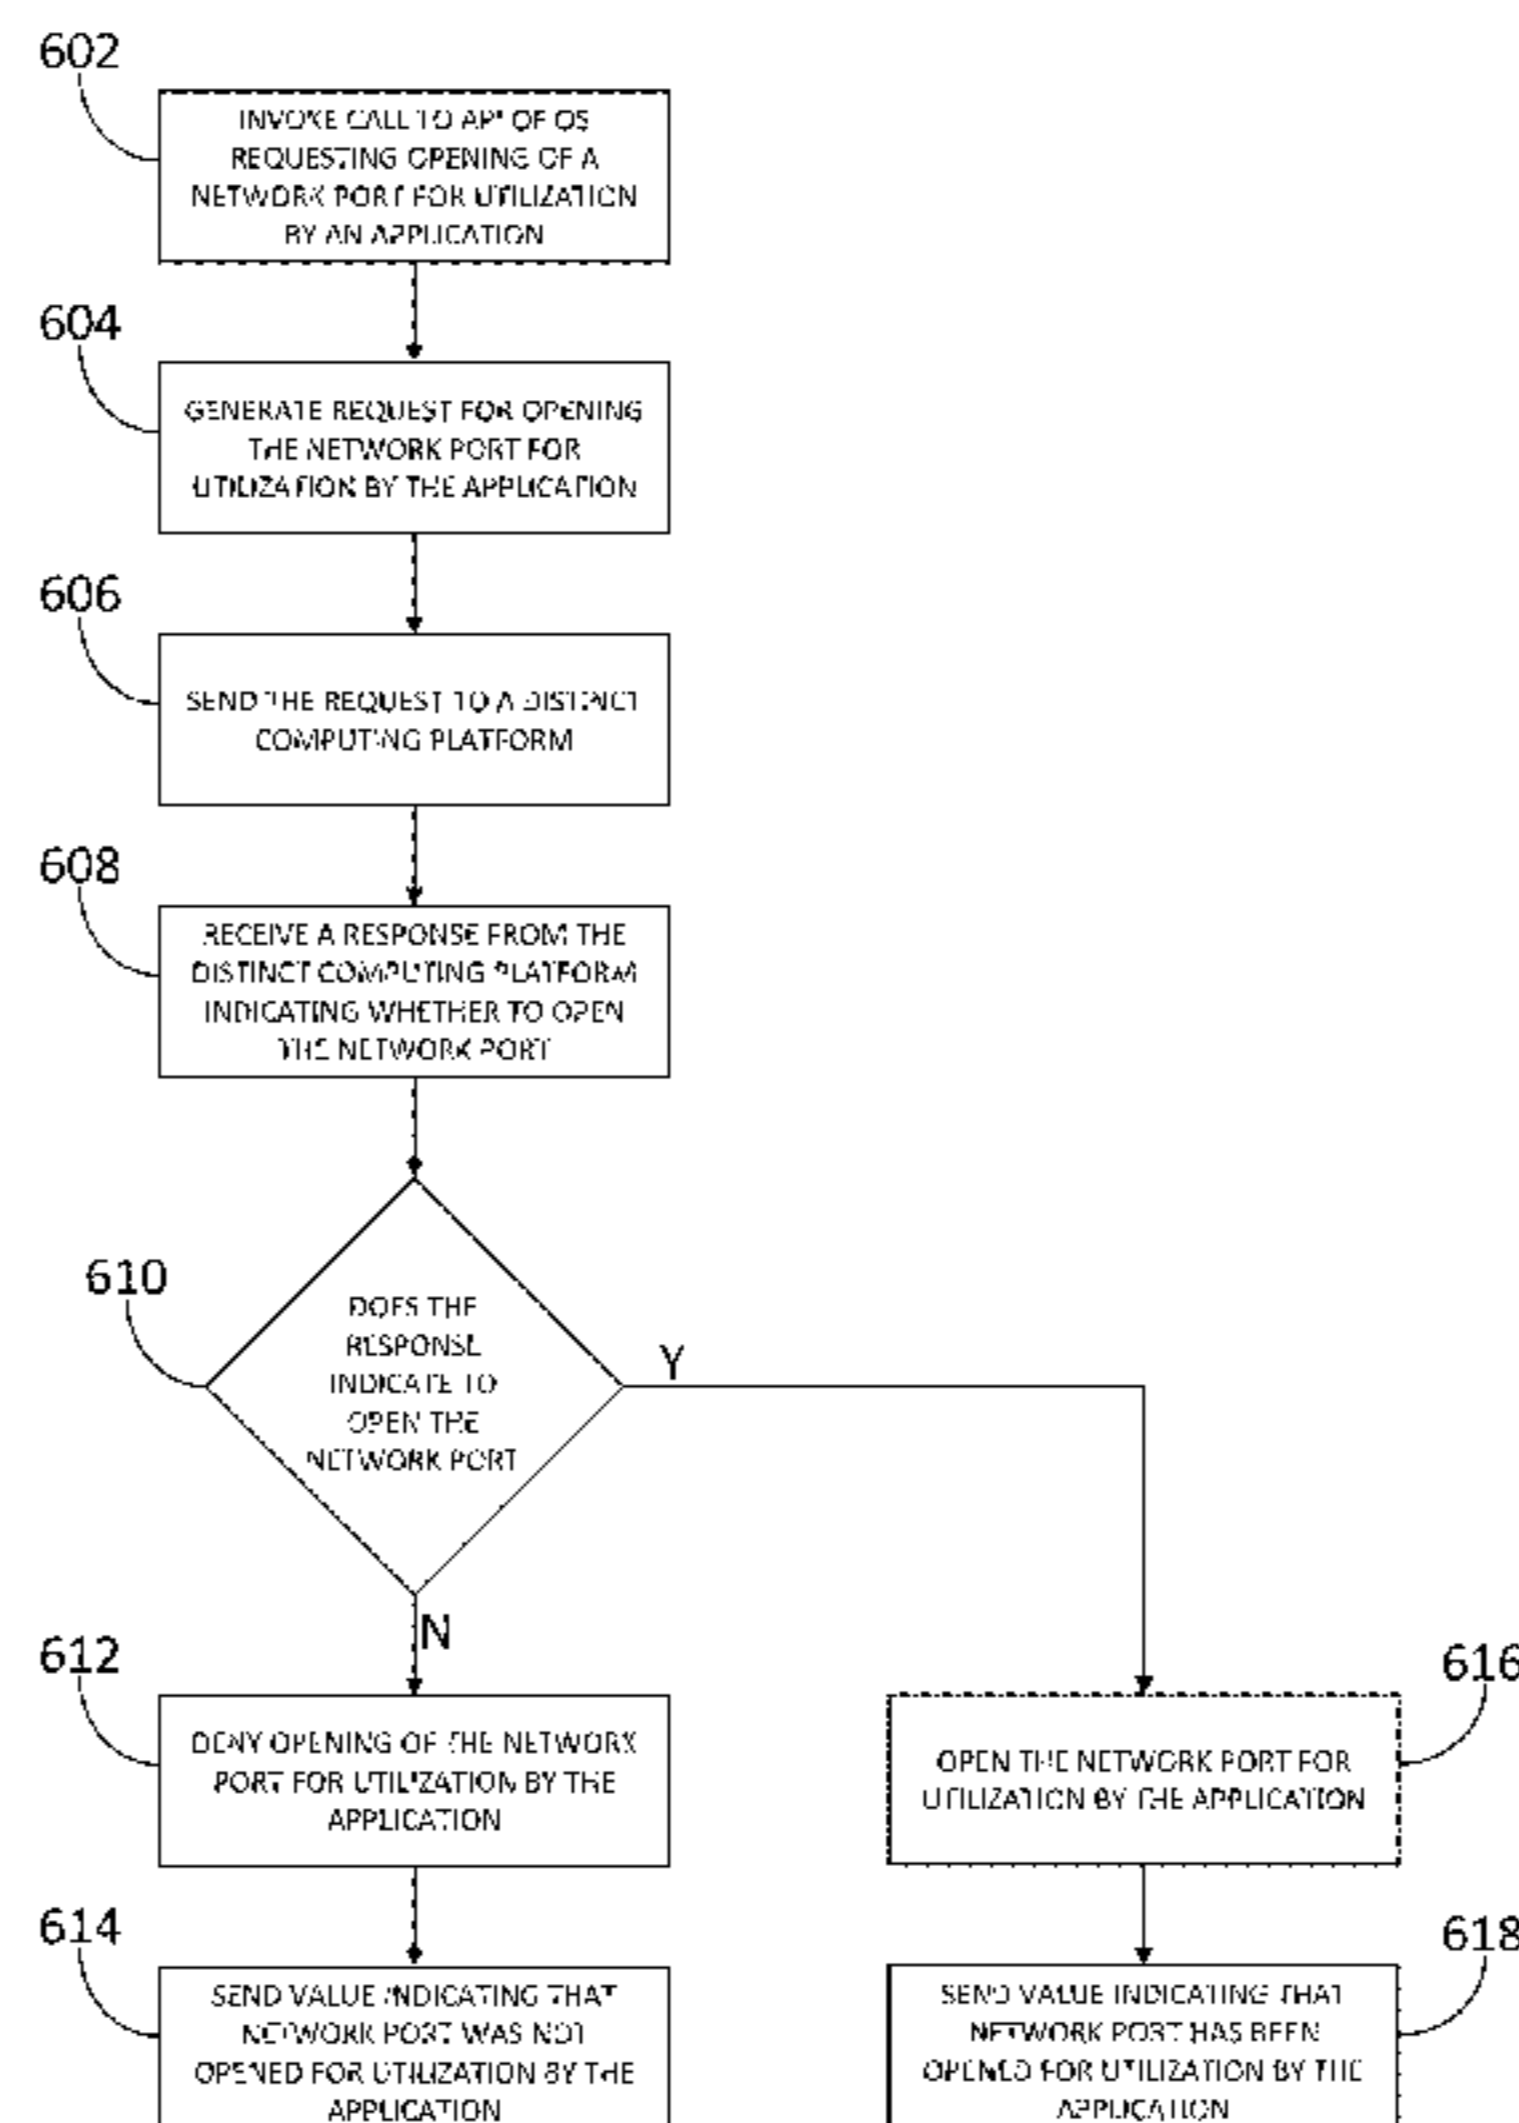 602
INVOKE CALL TO API OF OS
REQUESTING OPENING OF A
NETWORK PORT FOR UTILIZATION
BY AN APPLICATION
604
GENERATE REQUEST FOR OPENING
THE NETWORK PORT FOR
UTILIZATION BY THE APPLICATION
606
SEND THE REQUEST TO A DISTINCT
COMPUTING PLATFORM
608
RECEIVE A RESPONSE FROM THE
DISTINCT COMPUTING PLATFORM
INDICATING WHETHER TO OPEN
THE NETWORK PORT
610
DOES THE
RESPONSE
INDICATE TO
OPEN THE
NETWORK PORT
Y
N
612
DENY OPENING OF THE NETWORK
PORT FOR UTILIZATION BY THE
APPLICATION
616
OPEN THE NETWORK PORT FOR
UTILIZATION BY THE APPLICATION
614
SEND VALUE INDICATING THAT
NETWORK PORT WAS NOT
OPENED FOR UTILIZATION BY THE
APPLICATION
618
SEND VALUE INDICATING THAT
NETWORK PORT HAS BEEN
OPENED FOR UTILIZATION BY THE
APPLICATION